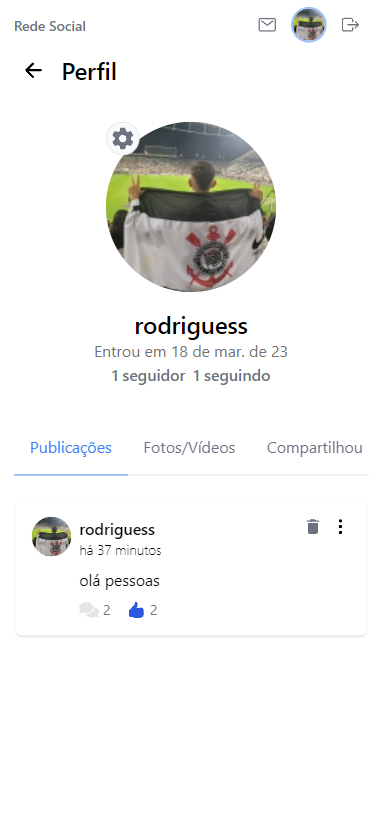 Rede Social
Perfil
rodriguess
Entrou em 18 de mar. de 23
1 seguidor 1 seguindo
Publicações Fotos/Vídeos Compartilhou
rodriguess
há 37 minutos
olá pessoas
2 2